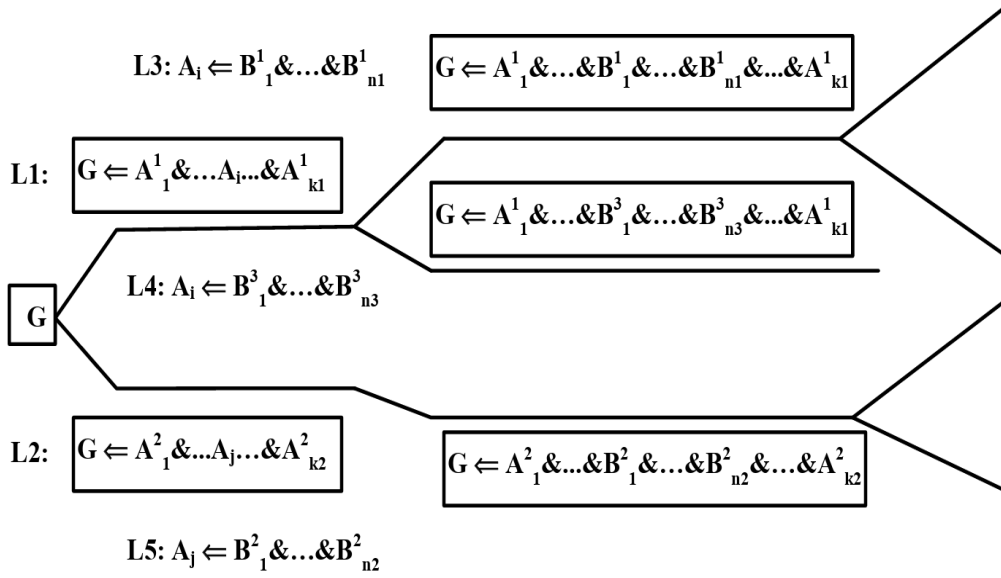 L3: Aᵢ ⇐ B¹₁&…&B¹ₙ₁
G ⇐ A¹₁&…&B¹₁&…&B¹ₙ₁&...&A¹ₖ₁
L1: G ⇐ A¹₁&…Aᵢ...&A¹ₖ₁
G ⇐ A¹₁&…&B³₁&…&B³ₙ₃&...&A¹ₖ₁
L4: Aᵢ ⇐ B³₁&…&B³ₙ₃
G
L2: G ⇐ A²₁&...Aⱼ…&A²ₖ₂
G ⇐ A²₁&...&B²₁&…&B²ₙ₂&…&A²ₖ₂
L5: Aⱼ ⇐ B²₁&…&B²ₙ₂